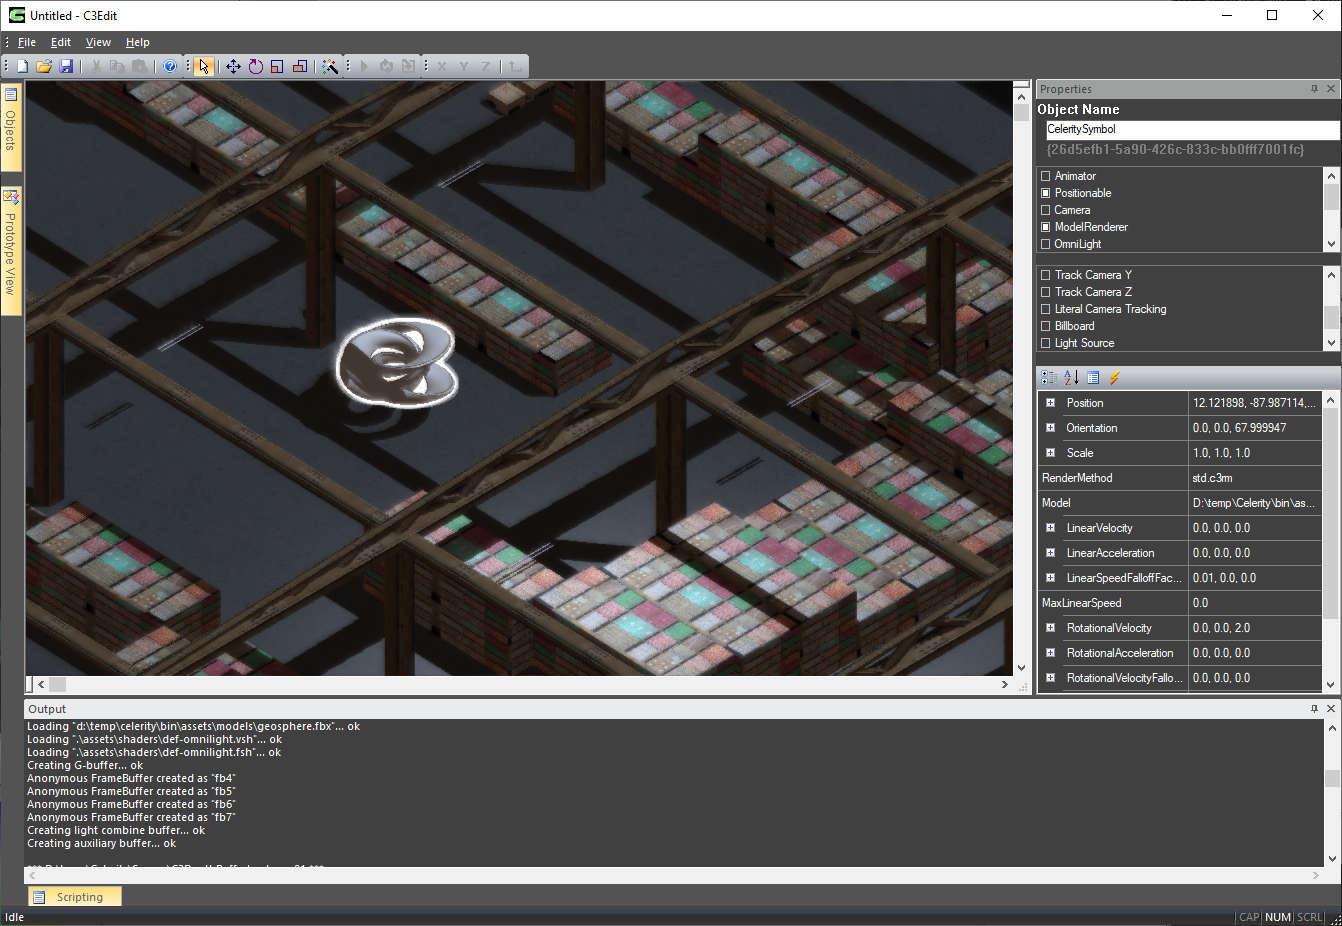 Untitled - C3Edit
File Edit View Help
X Y Z
Objects
Prototype View
Properties
Object Name
CeleritySymbol
{26d5efb1-5a90-426c-833c-bb0fff7001fc}
Animator
Positionable
Camera
ModelRenderer
OmniLight
Track Camera Y
Track Camera Z
Literal Camera Tracking
Billboard
Light Source
Position 12.121898, -87.987114,...
Orientation 0.0, 0.0, 67.999947
Scale 1.0, 1.0, 1.0
RenderMethod std.c3rm
Model D:\temp\Celerity\bin\as...
LinearVelocity 0.0, 0.0, 0.0
LinearAcceleration 0.0, 0.0, 0.0
LinearSpeedFalloffFac... 0.01, 0.0, 0.0
MaxLinearSpeed 0.0
RotationalVelocity 0.0, 0.0, 2.0
RotationalAcceleration 0.0, 0.0, 0.0
RotationalVelocityFallo... 0.0, 0.0, 0.0
Output
Loading "d:\temp\celerity\bin\assets\models\geosphere.fbx"... ok
Loading ".\assets\shaders\def-omnilight.vsh"... ok
Loading ".\assets\shaders\def-omnilight.fsh"... ok
Creating G-buffer... ok
Anonymous FrameBuffer created as "fb4"
Anonymous FrameBuffer created as "fb5"
Anonymous FrameBuffer created as "fb6"
Anonymous FrameBuffer created as "fb7"
Creating light combine buffer... ok
Creating auxiliary buffer... ok
Scripting
Idle
CAP NUM SCRL